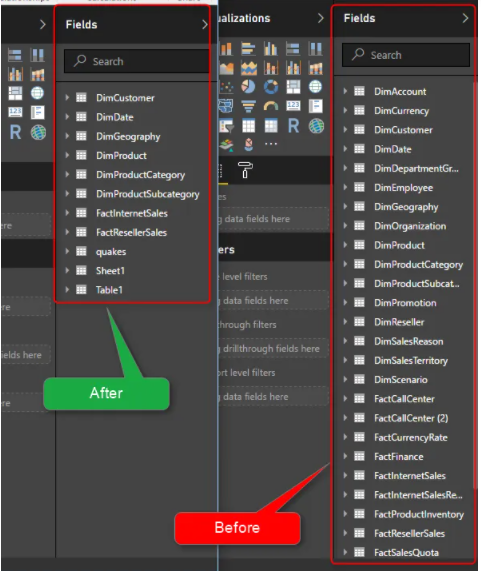 Fields
Search
DimCustomer
DimDate
DimGeography
DimProduct
DimProductCategory
DimProductSubcategory
FactInternetSales
FactResellerSales
quakes
Sheet1
Table1
After
ere
ere
ields here
ere
ualizations
123
R
R
g data fields here
ers
level filters
g data fields here
through filters
drillthrough fields here
ort level filters
g data fields here
Fields
Search
DimAccount
DimCurrency
DimCustomer
DimDate
DimDepartmentGr...
DimEmployee
DimGeography
DimOrganization
DimProduct
DimProductCategory
DimProductSubcat...
DimPromotion
DimReseller
DimSalesReason
DimSalesTerritory
DimScenario
FactCallCenter
FactCallCenter (2)
FactCurrencyRate
FactFinance
FactInternetSales
FactInternetSalesRe...
FactProductInventory
FactResellerSales
FactSalesQuota
Before